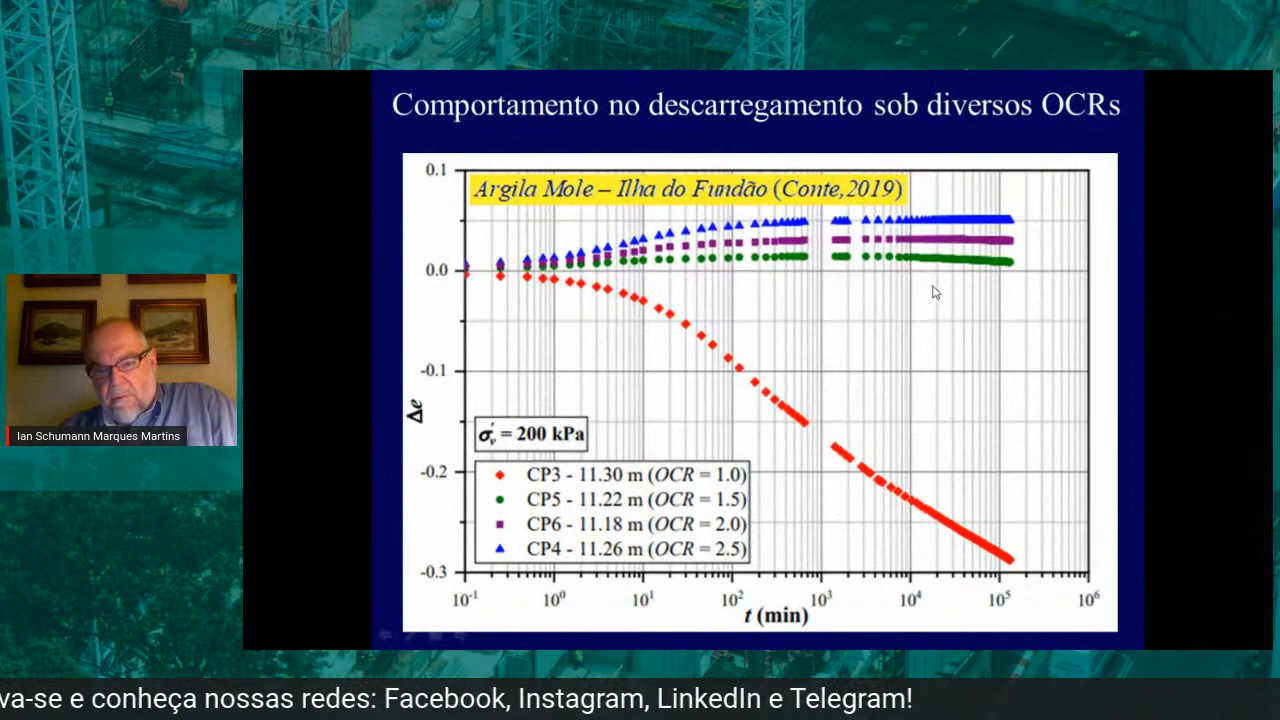 Comportamento no descarregamento sob diversos OCRs
Argila Mole – Ilha do Fundão (Conte,2019)
0.1
0.0
-0.1
-0.2
-0.3
Δe
σ'v = 200 kPa
CP3 - 11.30 m (OCR = 1.0)
CP5 - 11.22 m (OCR = 1.5)
CP6 - 11.18 m (OCR = 2.0)
CP4 - 11.26 m (OCR = 2.5)
10⁻¹ 10⁰ 10¹ 10² 10³ 10⁴ 10⁵ 10⁶
t (min)
Ian Schumann Marques Martins
va-se e conheça nossas redes: Facebook, Instagram, LinkedIn e Telegram!